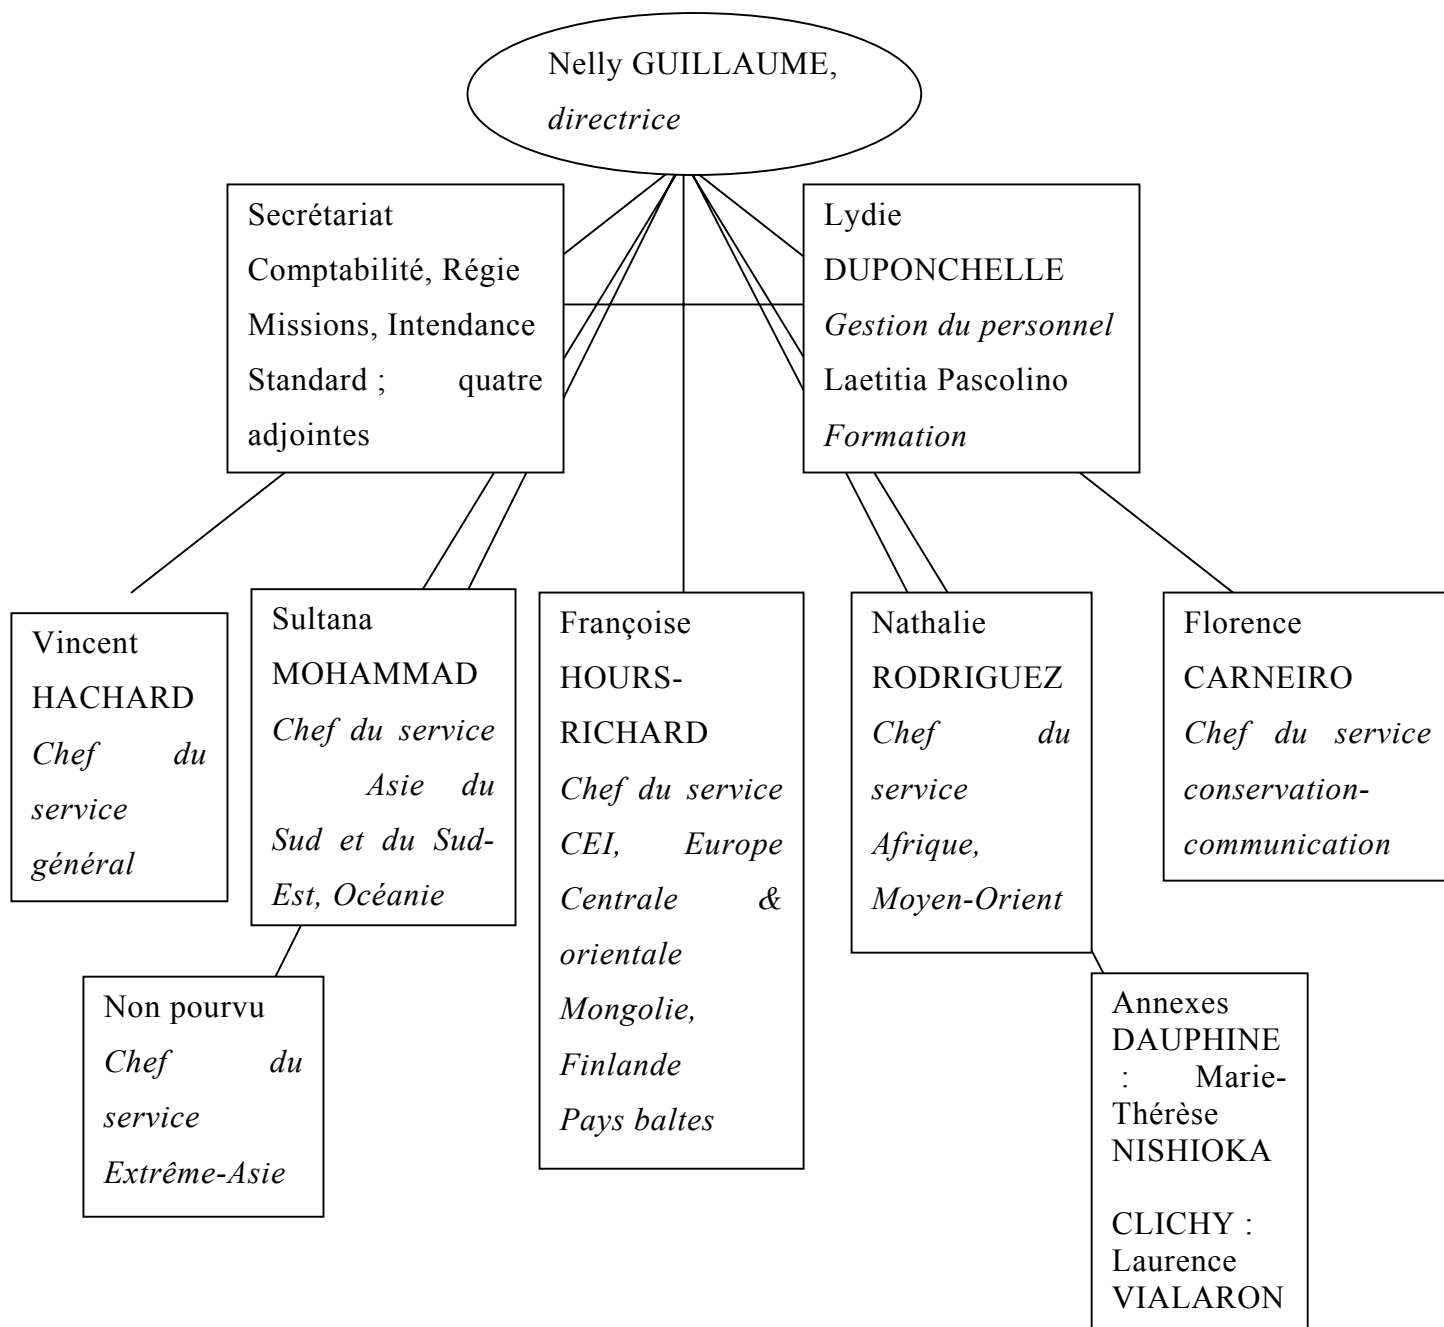 Nelly GUILLAUME,
directrice
Secrétariat
Comptabilité, Régie
Missions, Intendance
Standard ; quatre
adjointes
Lydie
DUPONCHELLE
Gestion du personnel
Laetitia Pascolino
Formation
Vincent
HACHARD
Chef du
service
général
Sultana
MOHAMMAD
Chef du service
Asie du
Sud et du Sud-
Est, Océanie
Françoise
HOURS-
RICHARD
Chef du service
CEI, Europe
Centrale &
orientale
Mongolie,
Finlande
Pays baltes
Nathalie
RODRIGUEZ
Chef du
service
Afrique,
Moyen-Orient
Florence
CARNEIRO
Chef du service
conservation-
communication
Non pourvu
Chef du
service
Extrême-Asie
Annexes
DAUPHINE
: Marie-
Thérèse
NISHIOKA
CLICHY :
Laurence
VIALARON